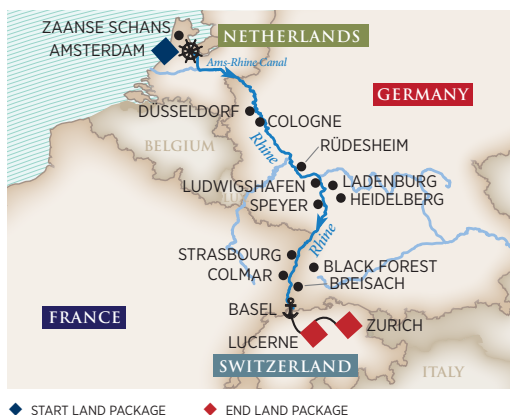 ZAANSE SCHANS
AMSTERDAM
NETHERLANDS
Ams-Rhine Canal
GERMANY
DÜSSELDORF
COLOGNE
BELGIUM
Rhine
RÜDESHEIM
LUDWIGSHAFEN
LADENBURG
SPEYER
HEIDELBERG
Rhine
STRASBOURG
COLMAR
BLACK FOREST
BREISACH
BASEL
FRANCE
ZURICH
LUCERNE
SWITZERLAND
ITALY
START LAND PACKAGE
END LAND PACKAGE